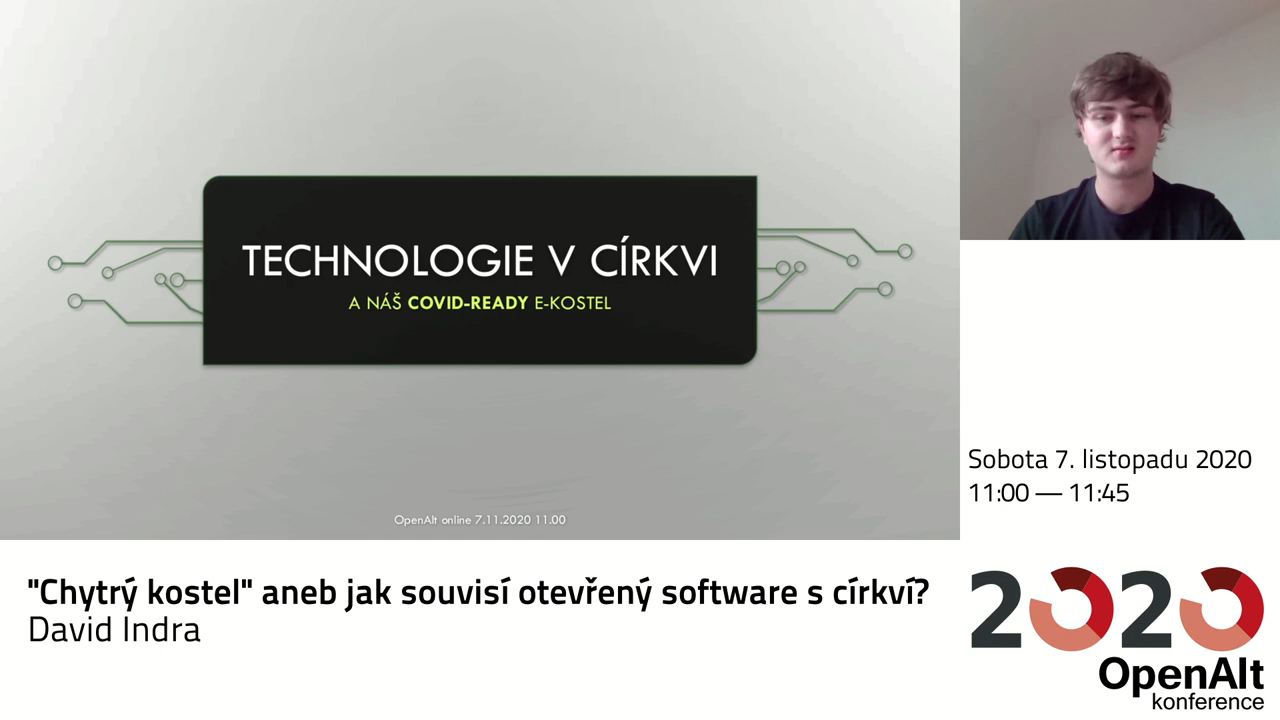 TECHNOLOGIE V CÍRKVI
A NÁŠ COVID-READY E-KOSTEL
OpenAlt online 7.11.2020 11.00
Sobota 7. listopadu 2020
11:00 — 11:45
"Chytrý kostel" aneb jak souvisí otevřený software s církví?
David Indra
2020
OpenAlt
konference